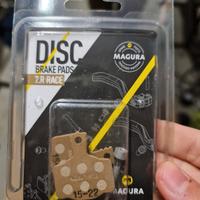 DISC
BRAKE PADS
7.R RACE
MAGURA
15-22
MAGURA